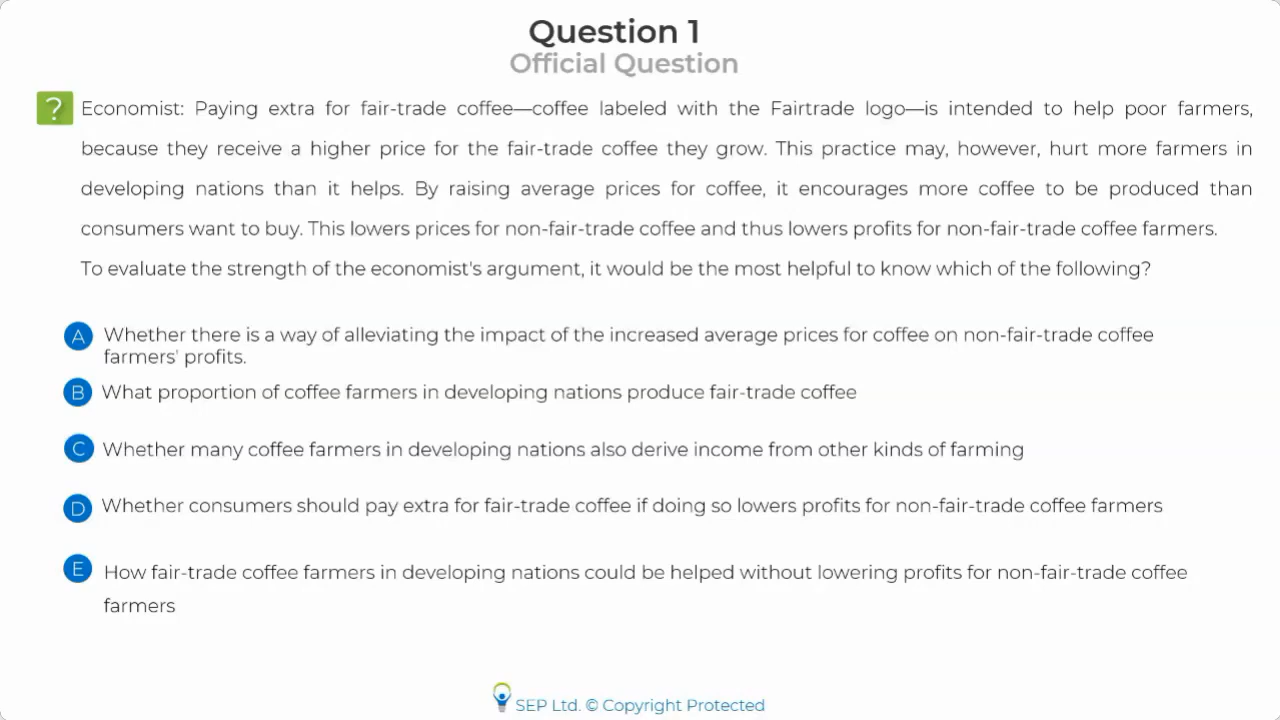 Question 1
Official Question
? Economist: Paying extra for fair-trade coffee—coffee labeled with the Fairtrade logo—is intended to help poor farmers,
because they receive a higher price for the fair-trade coffee they grow. This practice may, however, hurt more farmers in
developing nations than it helps. By raising average prices for coffee, it encourages more coffee to be produced than
consumers want to buy. This lowers prices for non-fair-trade coffee and thus lowers profits for non-fair-trade coffee farmers.
To evaluate the strength of the economist's argument, it would be the most helpful to know which of the following?
A Whether there is a way of alleviating the impact of the increased average prices for coffee on non-fair-trade coffee
farmers' profits.
B What proportion of coffee farmers in developing nations produce fair-trade coffee
C Whether many coffee farmers in developing nations also derive income from other kinds of farming
D Whether consumers should pay extra for fair-trade coffee if doing so lowers profits for non-fair-trade coffee farmers
E How fair-trade coffee farmers in developing nations could be helped without lowering profits for non-fair-trade coffee
farmers
SEP Ltd. © Copyright Protected